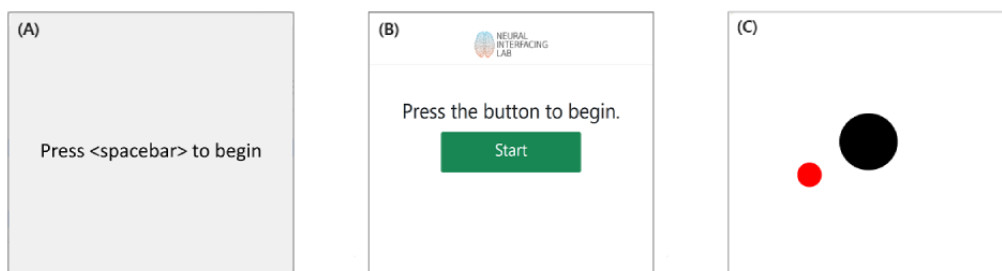 (A)
Press <spacebar> to begin
(B)
NEURAL
INTERFACING
LAB
Press the button to begin.
Start
(C)